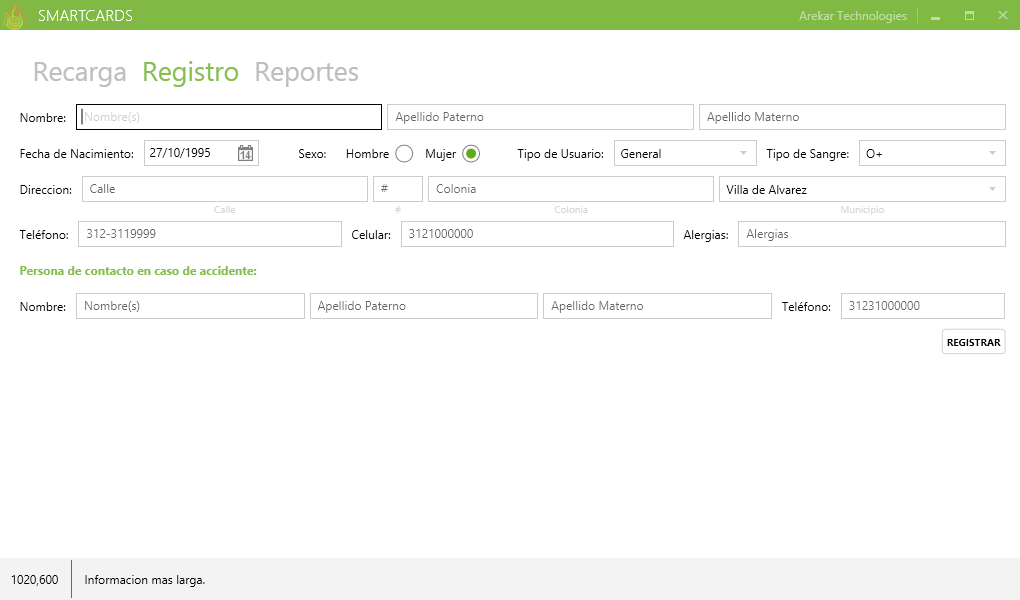 SMARTCARDS Arekar Technologies
Recarga Registro Reportes
Nombre: Nombre(s) Apellido Paterno Apellido Materno
Fecha de Nacimiento: 27/10/1995 14 Sexo: Hombre Mujer Tipo de Usuario: General Tipo de Sangre: O+
Direccion: Calle # Colonia Villa de Alvarez
Calle # Colonia Municipio
Teléfono: 312-3119999 Celular: 3121000000 Alergias: Alergias
Persona de contacto en caso de accidente:
Nombre: Nombre(s) Apellido Paterno Apellido Materno Teléfono: 31231000000
REGISTRAR
1020,600 Informacion mas larga.